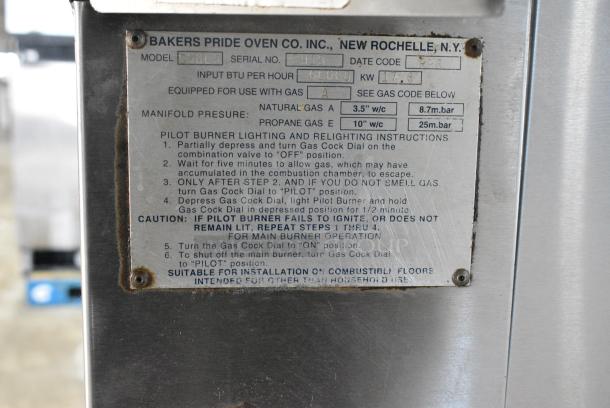 BAKERS PRIDE OVEN CO. INC., NEW ROCHELLE, N.Y.
MODEL SERIAL NO. DATE CODE
INPUT BTU PER HOUR KW
EQUIPPED FOR USE WITH GAS A SEE GAS CODE BELOW
MANIFOLD PRESURE:
NATURAL GAS A 3.5" w/c 8.7m.bar
PROPANE GAS E 10" w/c 25m.bar
PILOT BURNER LIGHTING AND RELIGHTING INSTRUCTIONS
1. Partially depress and turn Gas Cock Dial on the
combination valve to "OFF" position.
2. Wait for five minutes to allow gas, which may have
accumulated in the combustion chamber, to escape.
3. ONLY AFTER STEP 2, AND IF YOU DO NOT SMELL GAS,
turn Gas Cock Dial to "PILOT" position.
4. Depress Gas Cock Dial, light Pilot Burner and hold
Gas Cock Dial in depressed position for 1/2 minute.
CAUTION: IF PILOT BURNER FAILS TO IGNITE, OR DOES NOT
REMAIN LIT, REPEAT STEPS 1 THRU 4.
FOR MAIN BURNER OPERATION
5. Turn the Gas Cock Dial to "ON" position.
6. To shut off the main burner, turn Gas Cock Dial
to "PILOT" position.
SUITABLE FOR INSTALLATION ON COMBUSTIBLE FLOORS
INTENDED FOR OTHER THAN HOUSEHOLD USE